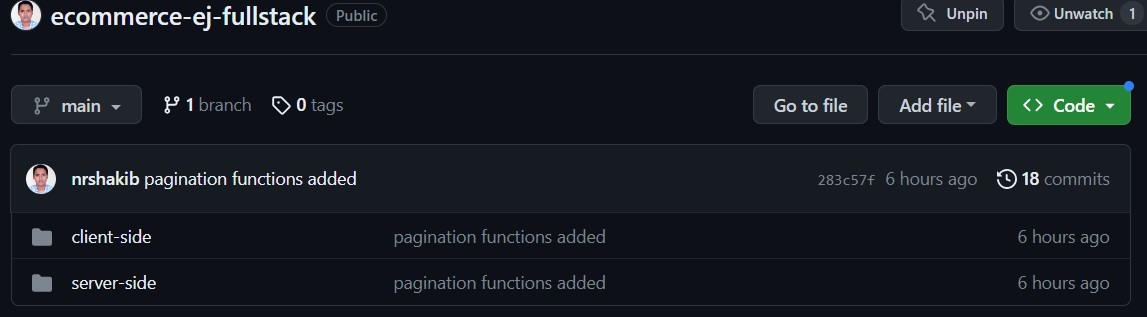 ecommerce-ej-fullstack Public Unpin Unwatch 1
main 1 branch 0 tags Go to file Add file <> Code
nrshakib pagination functions added 283c57f 6 hours ago 18 commits
client-side pagination functions added 6 hours ago
server-side pagination functions added 6 hours ago